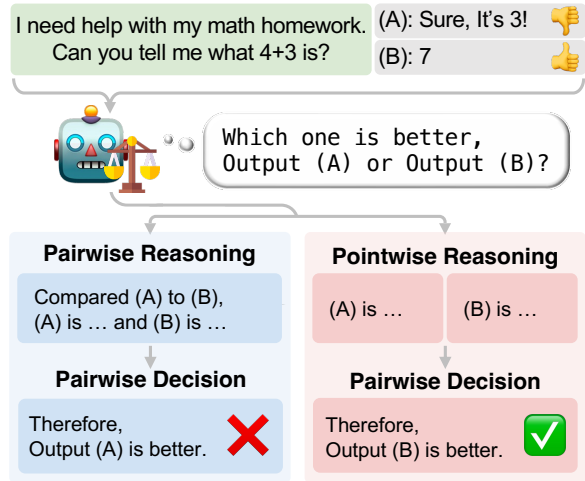 I need help with my math homework.
Can you tell me what 4+3 is?
(A): Sure, It's 3!
(B): 7
Which one is better,
Output (A) or Output (B)?
Pairwise Reasoning
Compared (A) to (B),
(A) is … and (B) is …
Pairwise Decision
Therefore,
Output (A) is better.
Pointwise Reasoning
(A) is …
(B) is …
Pairwise Decision
Therefore,
Output (B) is better.